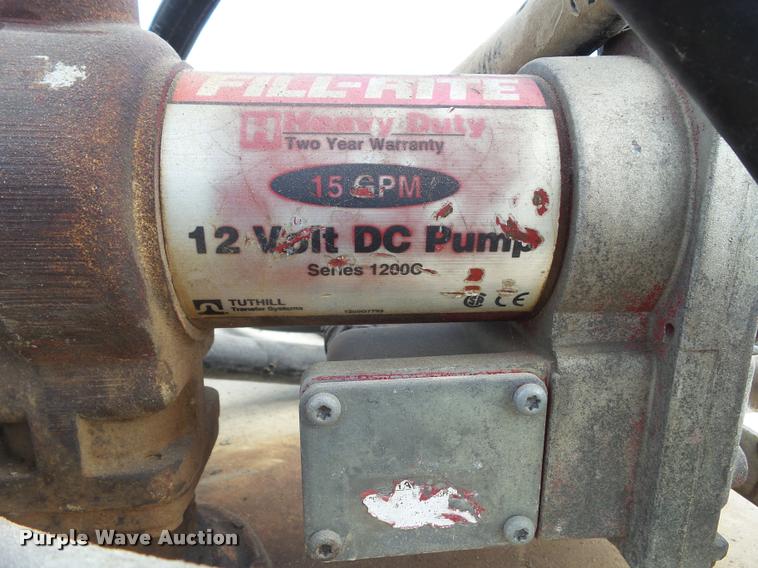 FILL-RITE
H Heavy Duty
Two Year Warranty
15 GPM
12 Volt DC Pump
Series 1200C
TUTHILL
Transfer Systems
CE
Purple Wave Auction